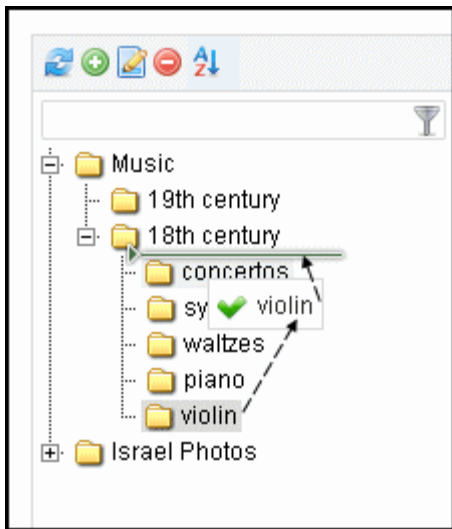 Music
19th century
18th century
concertos
sy
violin
waltzes
piano
violin
Israel Photos